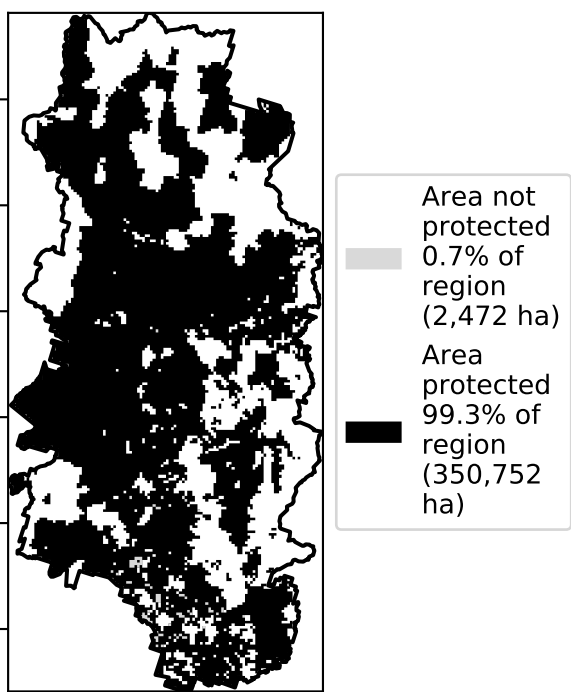 Area not
protected
0.7% of
region
(2,472 ha)
Area
protected
99.3% of
region
(350,752
ha)